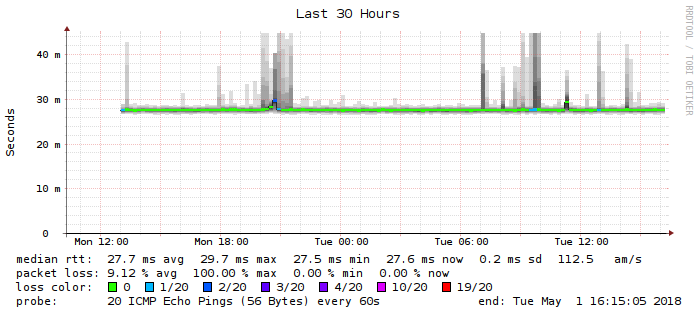 Last 30 Hours
RRDTOOL / TOBI OETIKER
Seconds
40 m
30 m
20 m
10 m
0
Mon 12:00 Mon 18:00 Tue 00:00 Tue 06:00 Tue 12:00
median rtt: 27.7 ms avg 29.7 ms max 27.5 ms min 27.6 ms now 0.2 ms sd 112.5 am/s
packet loss: 9.12 % avg 100.00 % max 0.00 % min 0.00 % now
loss color: 0 1/20 2/20 3/20 4/20 10/20 19/20
probe: 20 ICMP Echo Pings (56 Bytes) every 60s end: Tue May 1 16:15:05 2018